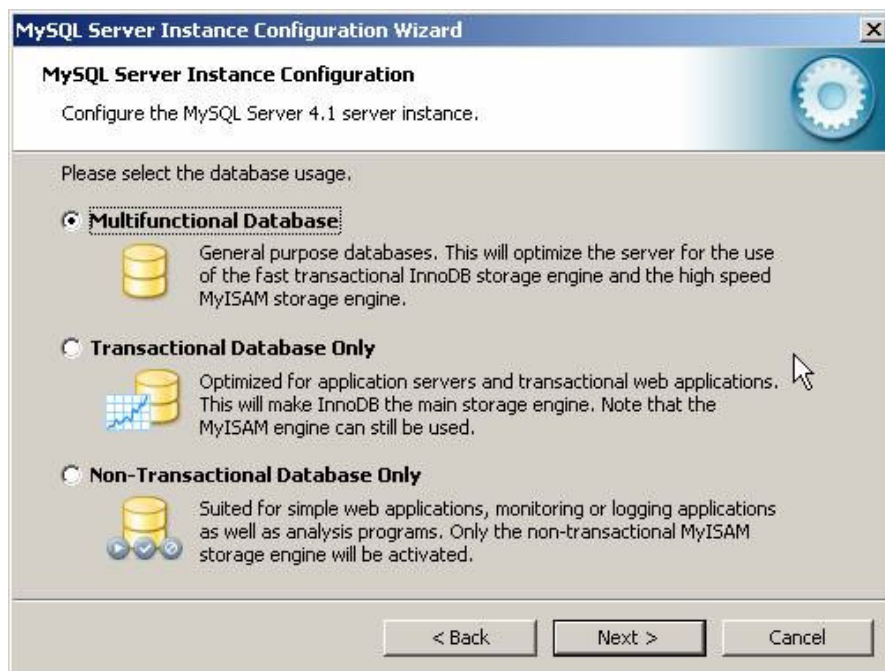 MySQL Server Instance Configuration Wizard
MySQL Server Instance Configuration
Configure the MySQL Server 4.1 server instance.
Please select the database usage.
Multifunctional Database
General purpose databases. This will optimize the server for the use
of the fast transactional InnoDB storage engine and the high speed
MyISAM storage engine.
Transactional Database Only
Optimized for application servers and transactional web applications.
This will make InnoDB the main storage engine. Note that the
MyISAM engine can still be used.
Non-Transactional Database Only
Suited for simple web applications, monitoring or logging applications
as well as analysis programs. Only the non-transactional MyISAM
storage engine will be activated.
< Back
Next >
Cancel